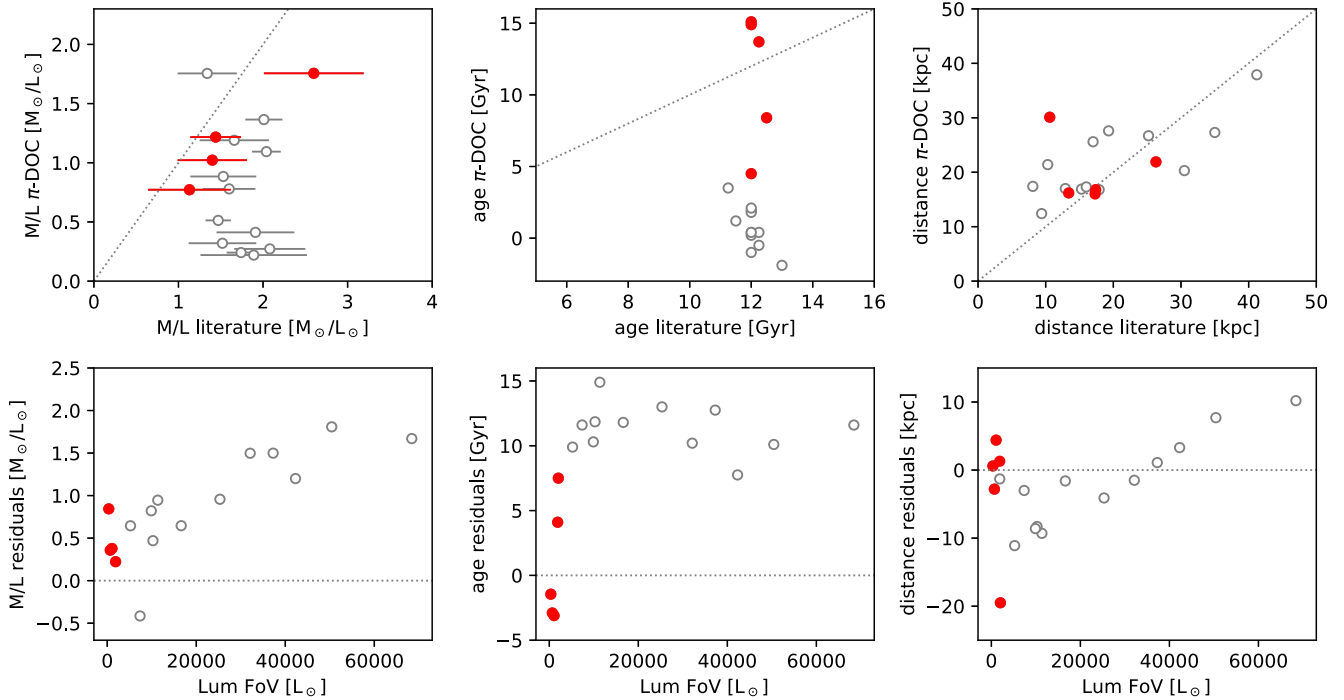 M/L π-DOC [M⊙/L⊙]
2.0
1.5
1.0
0.5
0.0
0 1 2 3 4
M/L literature [M⊙/L⊙]
age π-DOC [Gyr]
15
10
5
0
6 8 10 12 14 16
age literature [Gyr]
distance π-DOC [kpc]
50
40
30
20
10
0
0 10 20 30 40 50
distance literature [kpc]
M/L residuals [M⊙/L⊙]
2.5
2.0
1.5
1.0
0.5
0.0
−0.5
0 20000 40000 60000
Lum FoV [L⊙]
age residuals [Gyr]
15
10
5
0
−5
0 20000 40000 60000
Lum FoV [L⊙]
distance residuals [kpc]
10
0
−10
−20
0 20000 40000 60000
Lum FoV [L⊙]